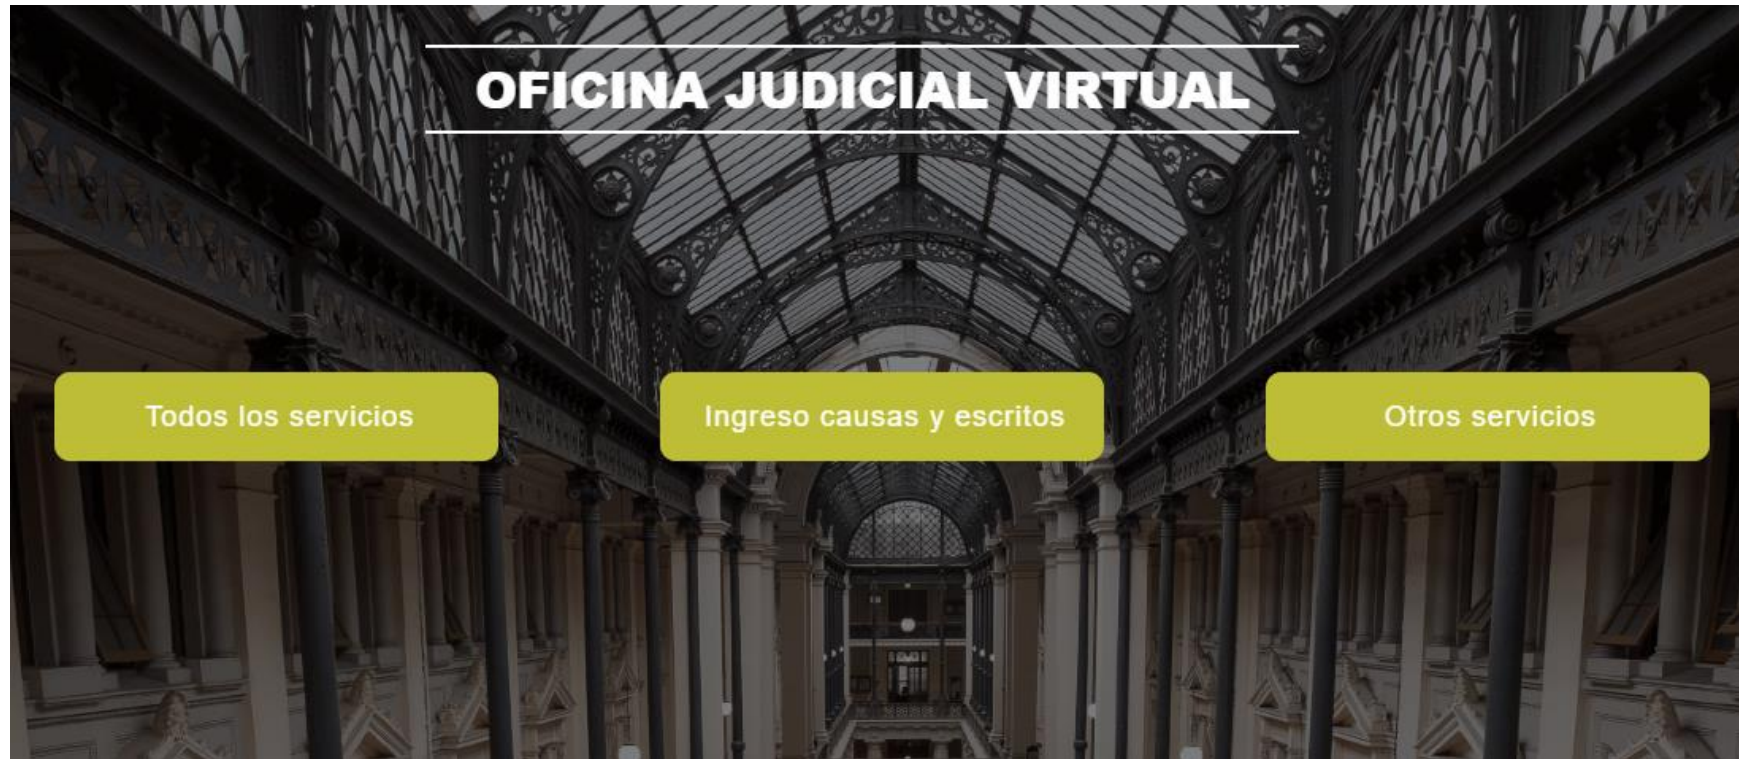 OFICINA JUDICIAL VIRTUAL
Todos los servicios
Ingreso causas y escritos
Otros servicios